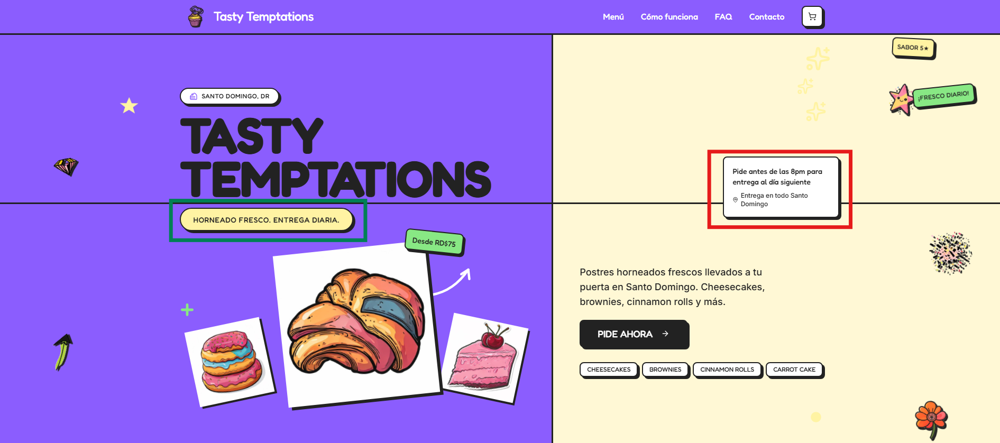 Tasty Temptations
Menú
Cómo funciona
FAQ
Contacto
SABOR 5★
¡FRESCO DIARIO!
SANTO DOMINGO, DR
TASTY
TEMPTATIONS
HORNEADO FRESCO. ENTREGA DIARIA.
Desde RD$75
Pide antes de las 8pm para
entrega al día siguiente
Entrega en todo Santo
Domingo
Postres horneados frescos llevados a tu
puerta en Santo Domingo. Cheesecakes,
brownies, cinnamon rolls y más.
PIDE AHORA →
CHEESECAKES
BROWNIES
CINNAMON ROLLS
CARROT CAKE